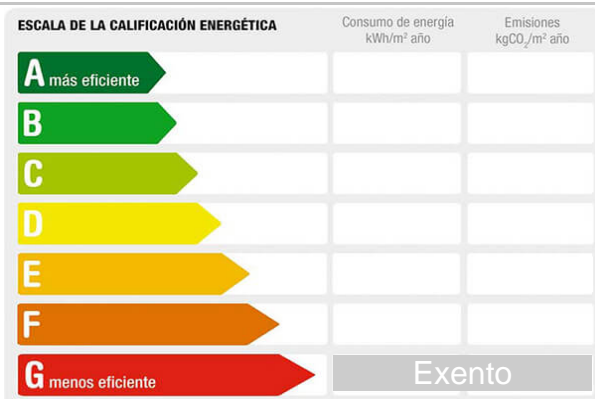 ESCALA DE LA CALIFICACIÓN ENERGÉTICA
Consumo de energía
kWh/m² año
Emisiones
kgCO₂/m² año
A más eficiente
B
C
D
E
F
G menos eficiente
Exento